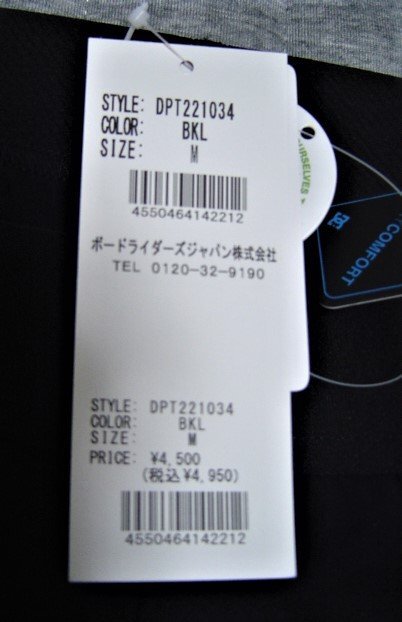 STYLE: DPT221034
COLOR: BKL
SIZE: M
4550464142212
ボードライダーズジャパン株式会社
TEL 0120-32-9190
STYLE: DPT221034
COLOR: BKL
SIZE: M
PRICE: ¥4,500
(税込¥4,950)
4550464142212
URSELVES
COMFORT
DC